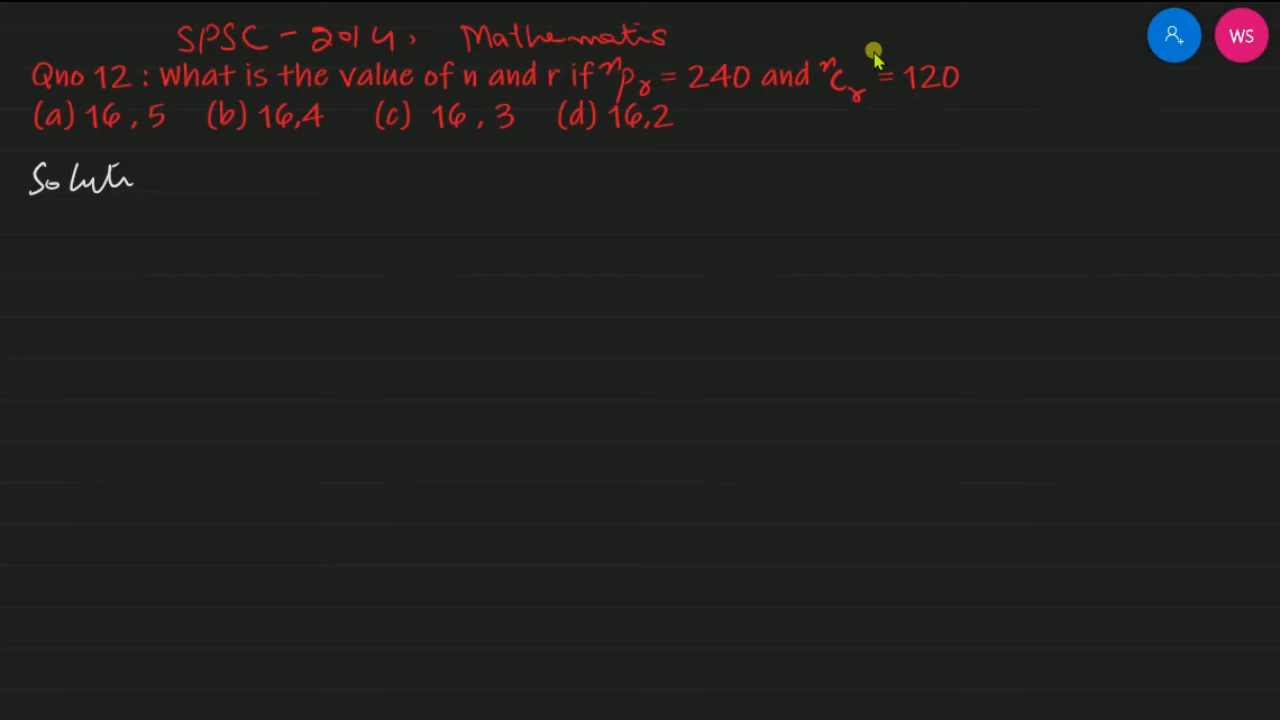 SPSC - 2014, Mathematis
WS
Qno 12 : What is the value of n and r if ⁿPᵣ = 240 and ⁿCᵣ = 120
(a) 16 , 5 (b) 16,4 (c) 16 , 3 (d) 16,2
Solutn